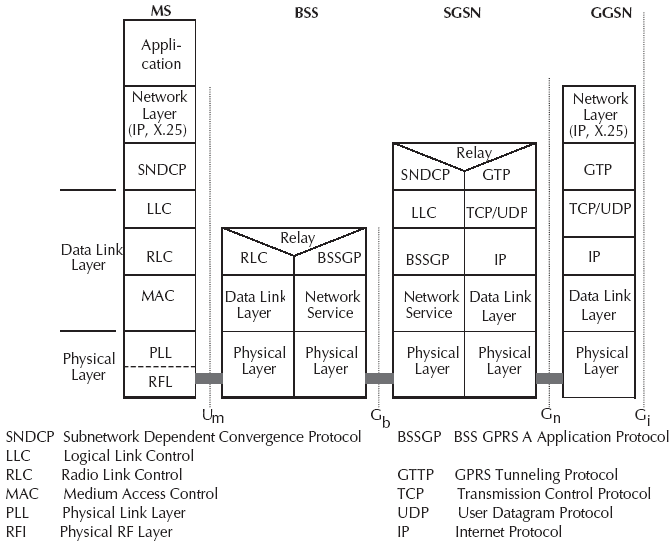 MS BSS SGSN GGSN
Appli-
cation
Network
Layer
(IP, X.25)
SNDCP
LLC
RLC
MAC
PLL
RFL
Data Link
Layer
Physical
Layer
Relay
RLC BSSGP
Data Link
Layer
Network
Service
Physical
Layer
Physical
Layer
Relay
SNDCP GTP
LLC TCP/UDP
BSSGP IP
Network
Service
Data Link
Layer
Physical
Layer
Physical
Layer
Network
Layer
(IP, X.25)
GTP
TCP/UDP
IP
Data Link
Layer
Physical
Layer
Um Gb Gn Gi
SNDCP Subnetwork Dependent Convergence Protocol
LLC Logical Link Control
RLC Radio Link Control
MAC Medium Access Control
PLL Physical Link Layer
RFI Physical RF Layer
BSSGP BSS GPRS A Application Protocol
GTTP GPRS Tunneling Protocol
TCP Transmission Control Protocol
UDP User Datagram Protocol
IP Internet Protocol